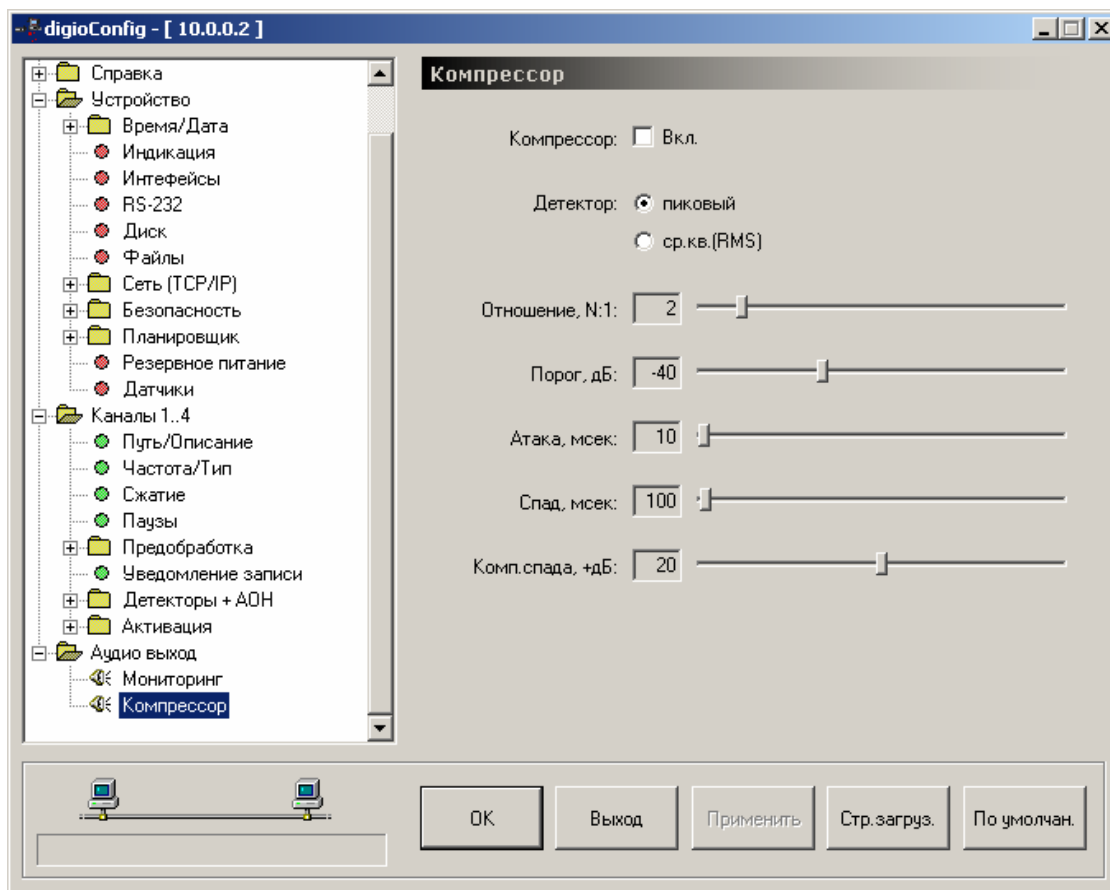 digioConfig - [ 10.0.0.2 ]
Справка
Устройство
Время/Дата
Индикация
Интефейсы
RS-232
Диск
Файлы
Сеть (TCP/IP)
Безопасность
Планировщик
Резервное питание
Датчики
Каналы 1..4
Путь/Описание
Частота/Тип
Сжатие
Паузы
Предобработка
Уведомление записи
Детекторы + АОН
Активация
Аудио выход
Мониторинг
Компрессор
Компрессор
Компрессор: Вкл.
Детектор: пиковый
ср.кв.(RMS)
Отношение, N:1: 2
Порог, дБ: -40
Атака, мсек: 10
Спад, мсек: 100
Комп.спада, +дБ: 20
OK
Выход
Применить
Стр.загруз.
По умолчан.